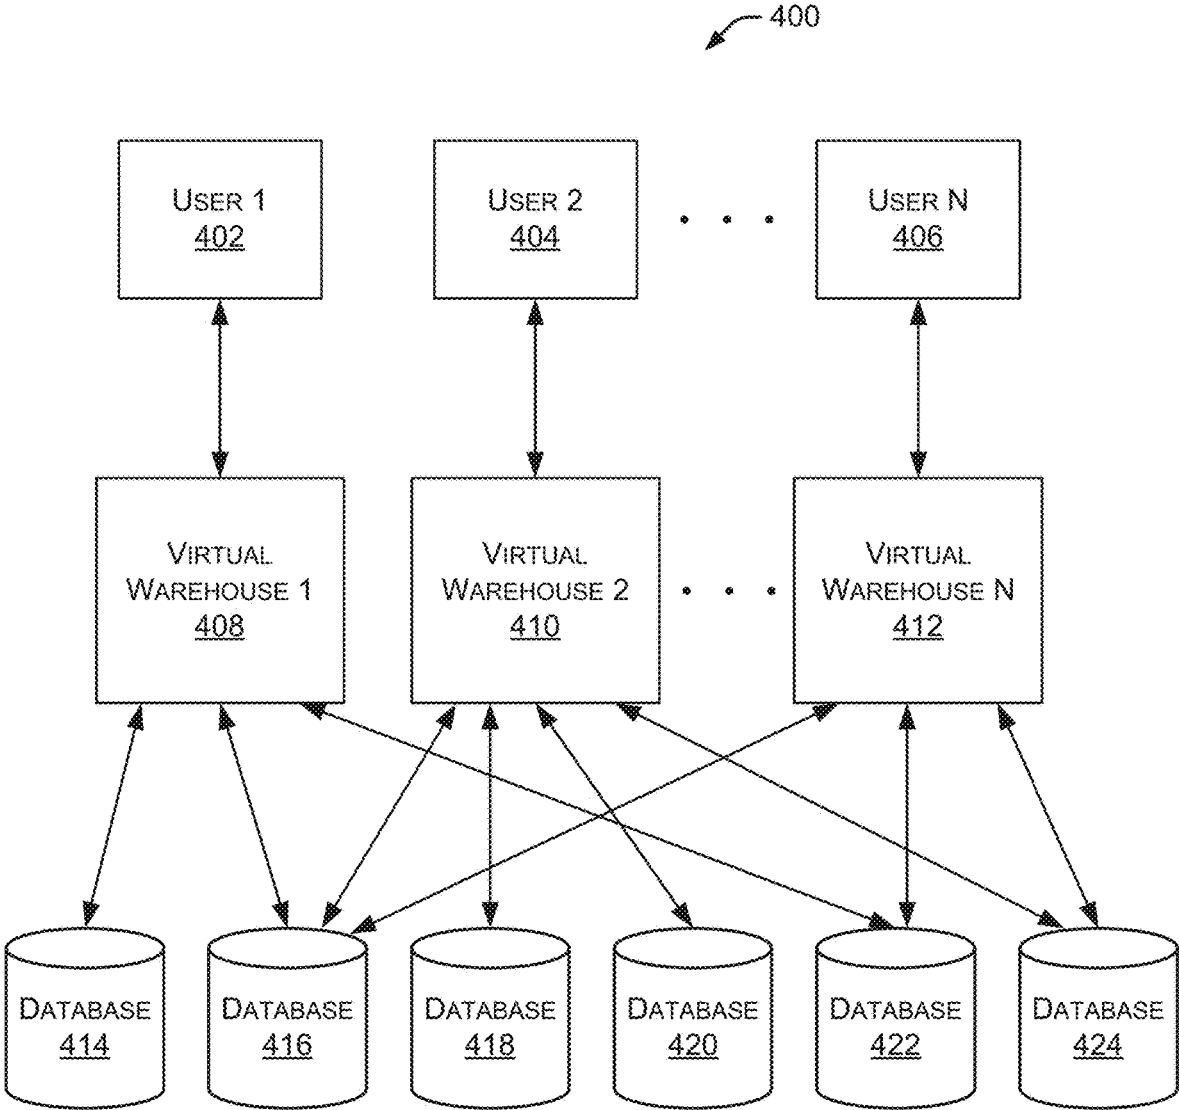 400
User 1
402
User 2
404
User N
406
Virtual
Warehouse 1
408
Virtual
Warehouse 2
410
Virtual
Warehouse N
412
Database
414
Database
416
Database
418
Database
420
Database
422
Database
424